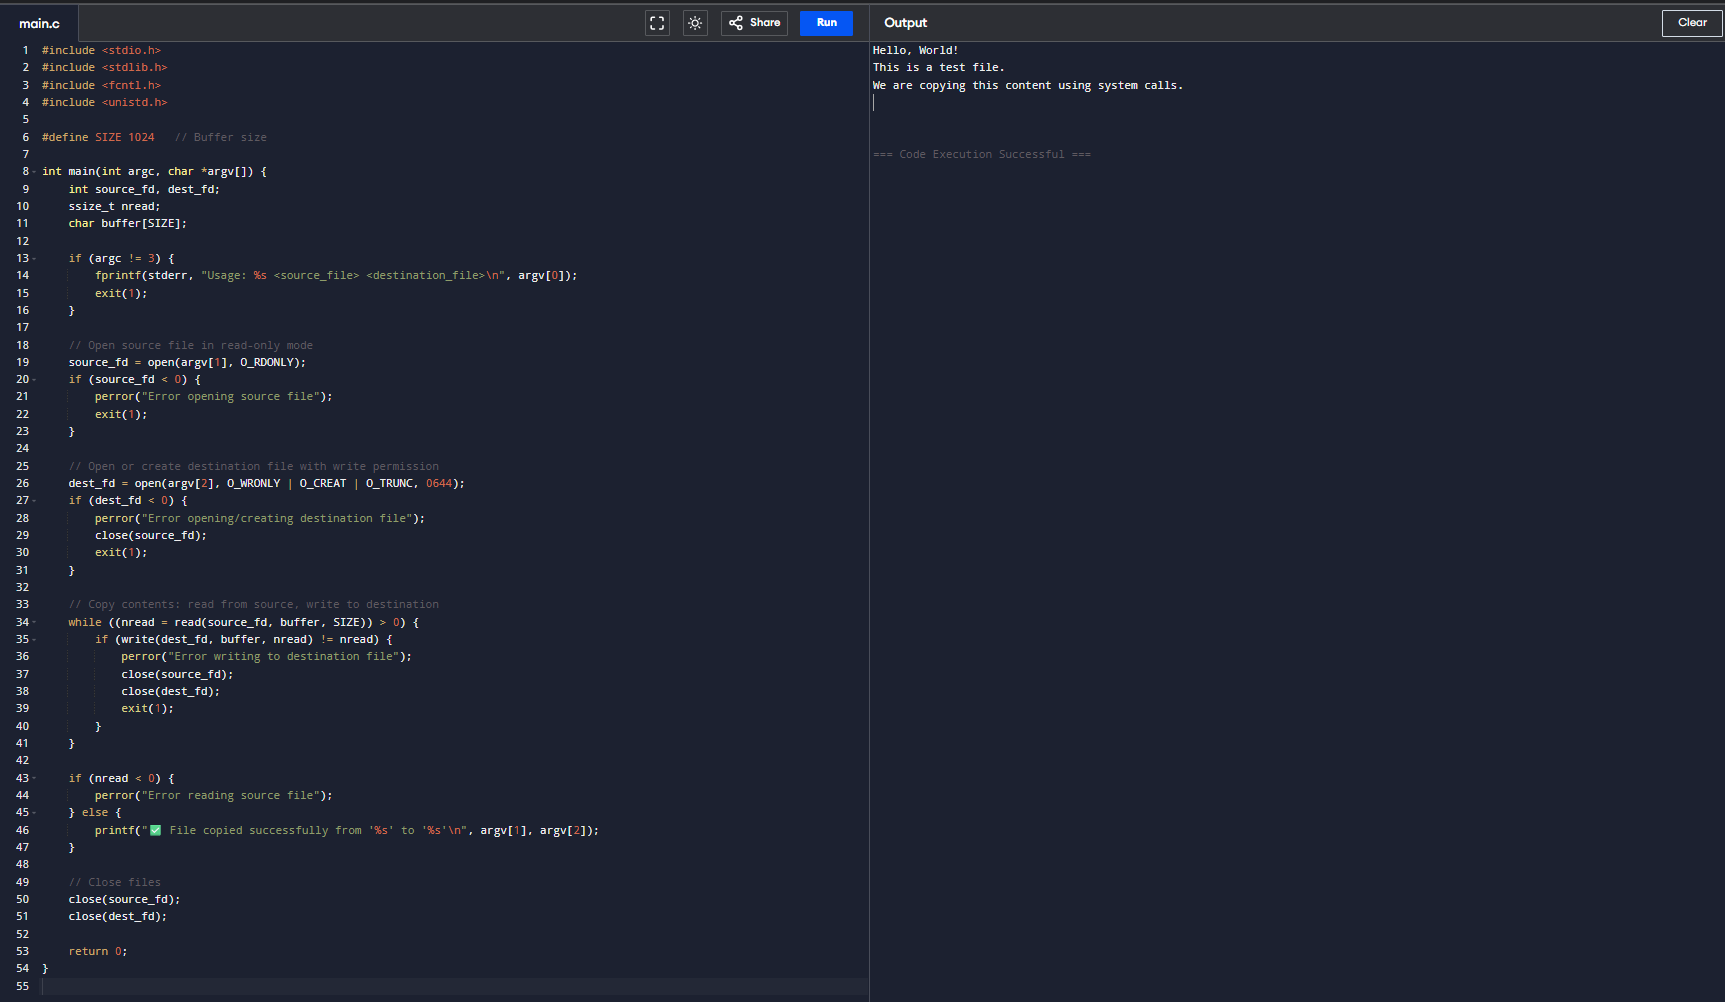 main.c
Share
Run
Output
Clear
1 #include <stdio.h>
2 #include <stdlib.h>
3 #include <fcntl.h>
4 #include <unistd.h>
5
6 #define SIZE 1024   // Buffer size
7
8 int main(int argc, char *argv[]) {
9     int source_fd, dest_fd;
10     ssize_t nread;
11     char buffer[SIZE];
12
13     if (argc != 3) {
14         fprintf(stderr, "Usage: %s <source_file> <destination_file>\n", argv[0]);
15         exit(1);
16     }
17
18     // Open source file in read-only mode
19     source_fd = open(argv[1], O_RDONLY);
20     if (source_fd < 0) {
21         perror("Error opening source file");
22         exit(1);
23     }
24
25     // Open or create destination file with write permission
26     dest_fd = open(argv[2], O_WRONLY | O_CREAT | O_TRUNC, 0644);
27     if (dest_fd < 0) {
28         perror("Error opening/creating destination file");
29         close(source_fd);
30         exit(1);
31     }
32
33     // Copy contents: read from source, write to destination
34     while ((nread = read(source_fd, buffer, SIZE)) > 0) {
35         if (write(dest_fd, buffer, nread) != nread) {
36             perror("Error writing to destination file");
37             close(source_fd);
38             close(dest_fd);
39             exit(1);
40         }
41     }
42
43     if (nread < 0) {
44         perror("Error reading source file");
45     } else {
46         printf("✅ File copied successfully from '%s' to '%s'\n", argv[1], argv[2]);
47     }
48
49     // Close files
50     close(source_fd);
51     close(dest_fd);
52
53     return 0;
54 }
55
Hello, World!
This is a test file.
We are copying this content using system calls.
=== Code Execution Successful ===